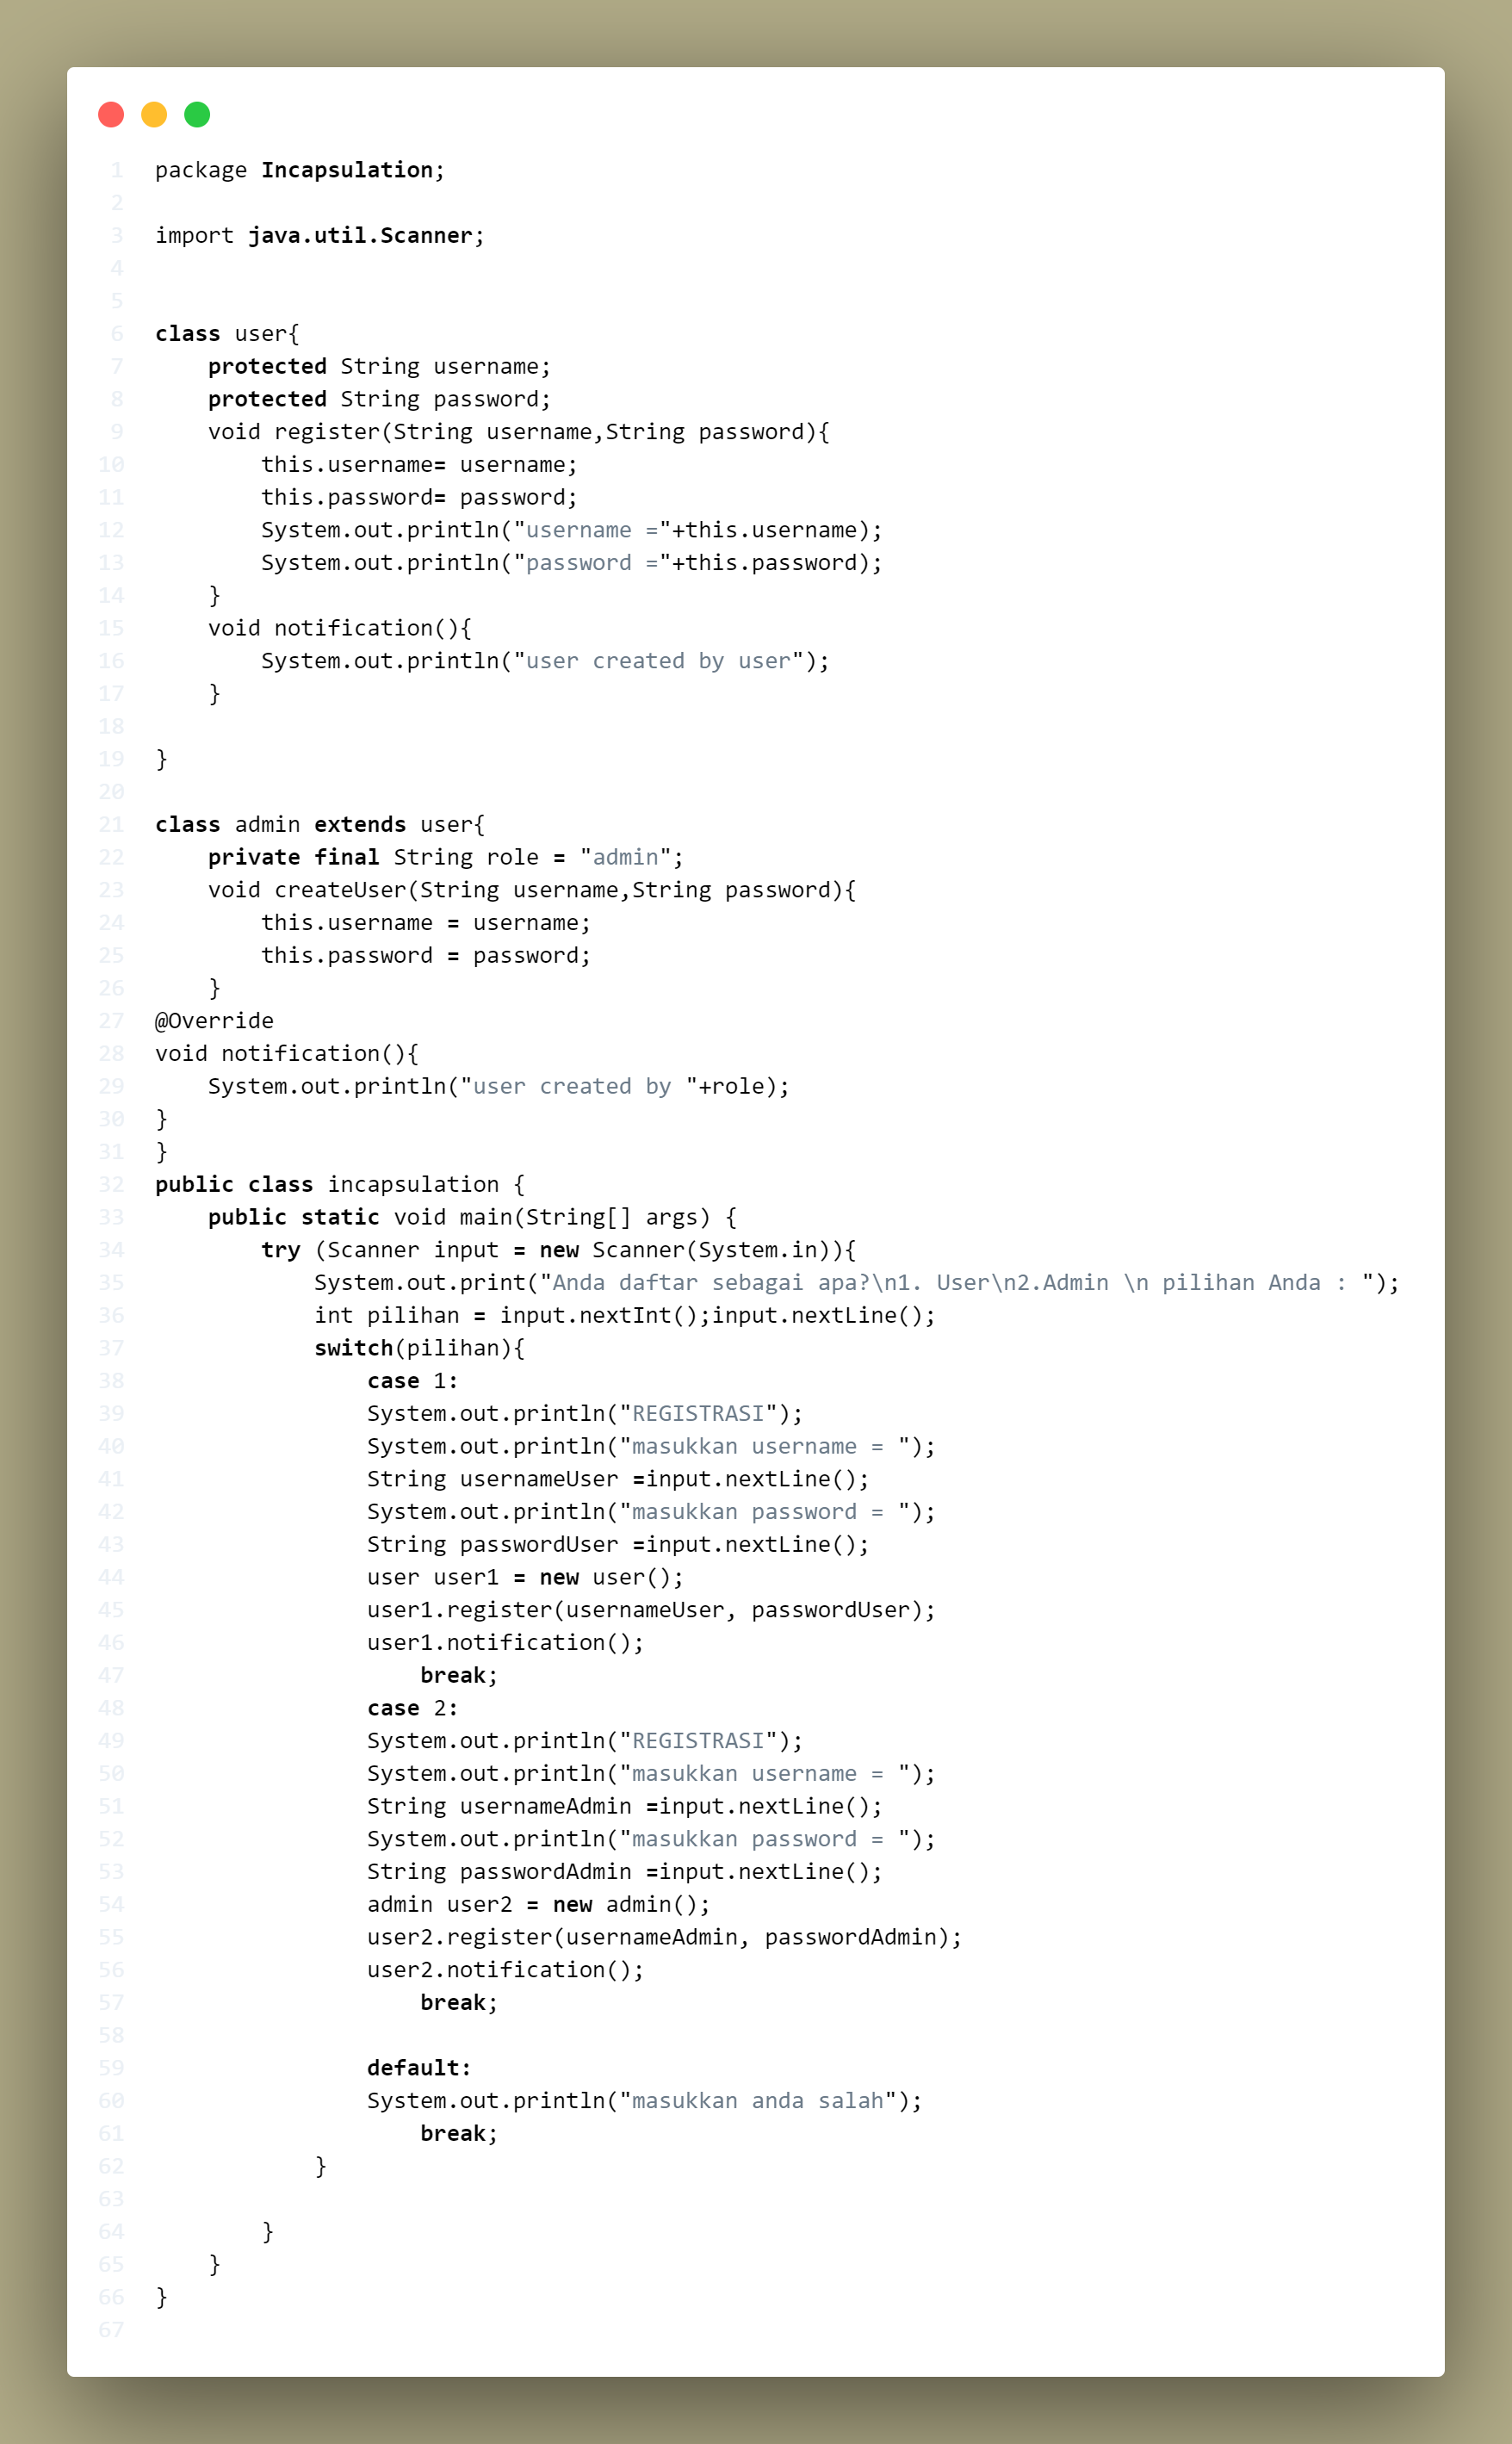 1 package Incapsulation;
2
3 import java.util.Scanner;
4
5
6 class user{
7     protected String username;
8     protected String password;
9     void register(String username,String password){
10         this.username= username;
11         this.password= password;
12         System.out.println("username ="+this.username);
13         System.out.println("password ="+this.password);
14     }
15     void notification(){
16         System.out.println("user created by user");
17     }
18
19 }
20
21 class admin extends user{
22     private final String role = "admin";
23     void createUser(String username,String password){
24         this.username = username;
25         this.password = password;
26     }
27 @Override
28 void notification(){
29     System.out.println("user created by "+role);
30 }
31 }
32 public class incapsulation {
33     public static void main(String[] args) {
34         try (Scanner input = new Scanner(System.in)){
35             System.out.print("Anda daftar sebagai apa?\n1. User\n2.Admin \n pilihan Anda : ");
36             int pilihan = input.nextInt();input.nextLine();
37             switch(pilihan){
38                 case 1:
39                 System.out.println("REGISTRASI");
40                 System.out.println("masukkan username = ");
41                 String usernameUser =input.nextLine();
42                 System.out.println("masukkan password = ");
43                 String passwordUser =input.nextLine();
44                 user user1 = new user();
45                 user1.register(usernameUser, passwordUser);
46                 user1.notification();
47                     break;
48                 case 2:
49                 System.out.println("REGISTRASI");
50                 System.out.println("masukkan username = ");
51                 String usernameAdmin =input.nextLine();
52                 System.out.println("masukkan password = ");
53                 String passwordAdmin =input.nextLine();
54                 admin user2 = new admin();
55                 user2.register(usernameAdmin, passwordAdmin);
56                 user2.notification();
57                     break;
58
59                 default:
60                 System.out.println("masukkan anda salah");
61                     break;
62             }
63
64         }
65     }
66 }
67